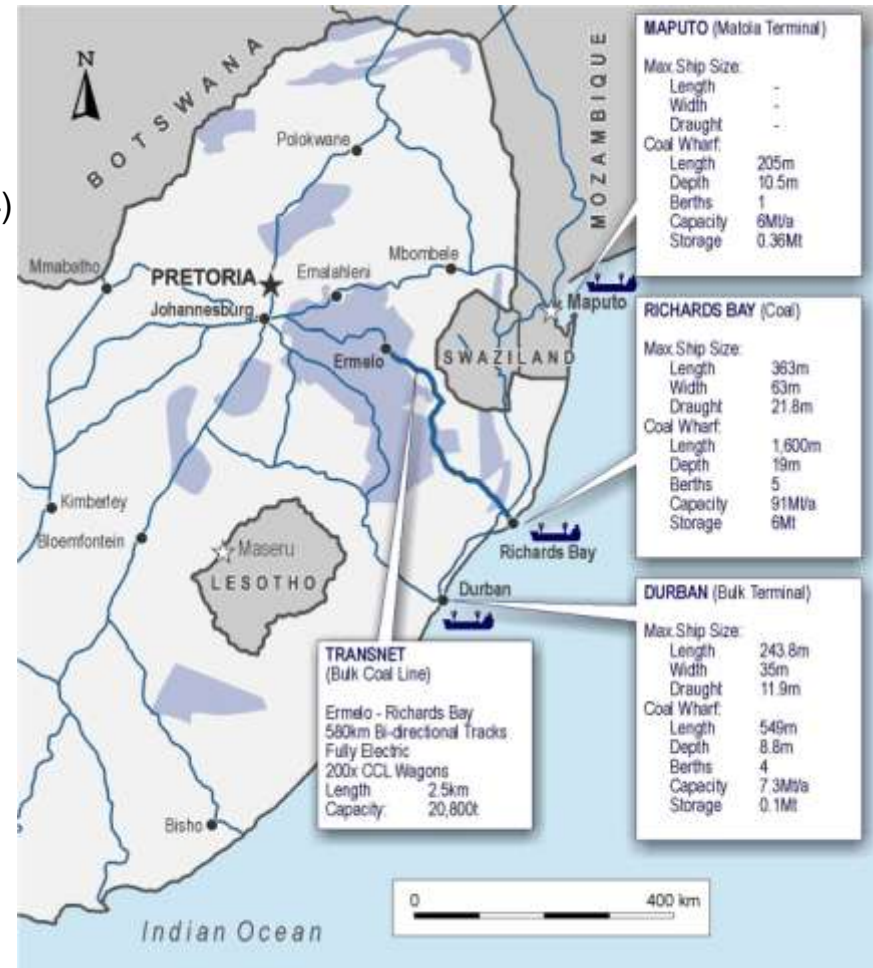 )
N
BOTSWANA
MOZAMBIQUE
Polokwane
Mmabatho
PRETORIA
Emalahleni
Mbombele
Johannesburg
Maputo
Ermelo
SWAZILAND
Kimberley
Bloemfontein
Maseru
LESOTHO
Richards Bay
Durban
Bisho
Indian Ocean
0 400 km
MAPUTO (Matola Terminal)
Max.Ship Size:
Length -
Width -
Draught -
Coal Wharf:
Length 205m
Depth 10.5m
Berths 1
Capacity 6Mt/a
Storage 0.36Mt
RICHARDS BAY (Coal)
Max.Ship Size:
Length 363m
Width 63m
Draught 21.8m
Coal Wharf:
Length 1,600m
Depth 19m
Berths 5
Capacity 91Mt/a
Storage 6Mt
DURBAN (Bulk Terminal)
Max.Ship Size:
Length 243.8m
Width 35m
Draught 11.9m
Coal Wharf:
Length 549m
Depth 8.8m
Berths 4
Capacity 7.3Mt/a
Storage 0.1Mt
TRANSNET
(Bulk Coal Line)
Ermelo - Richards Bay
580km Bi-directional Tracks
Fully Electric
200x CCL Wagons
Length 2.5km
Capacity: 20,800t